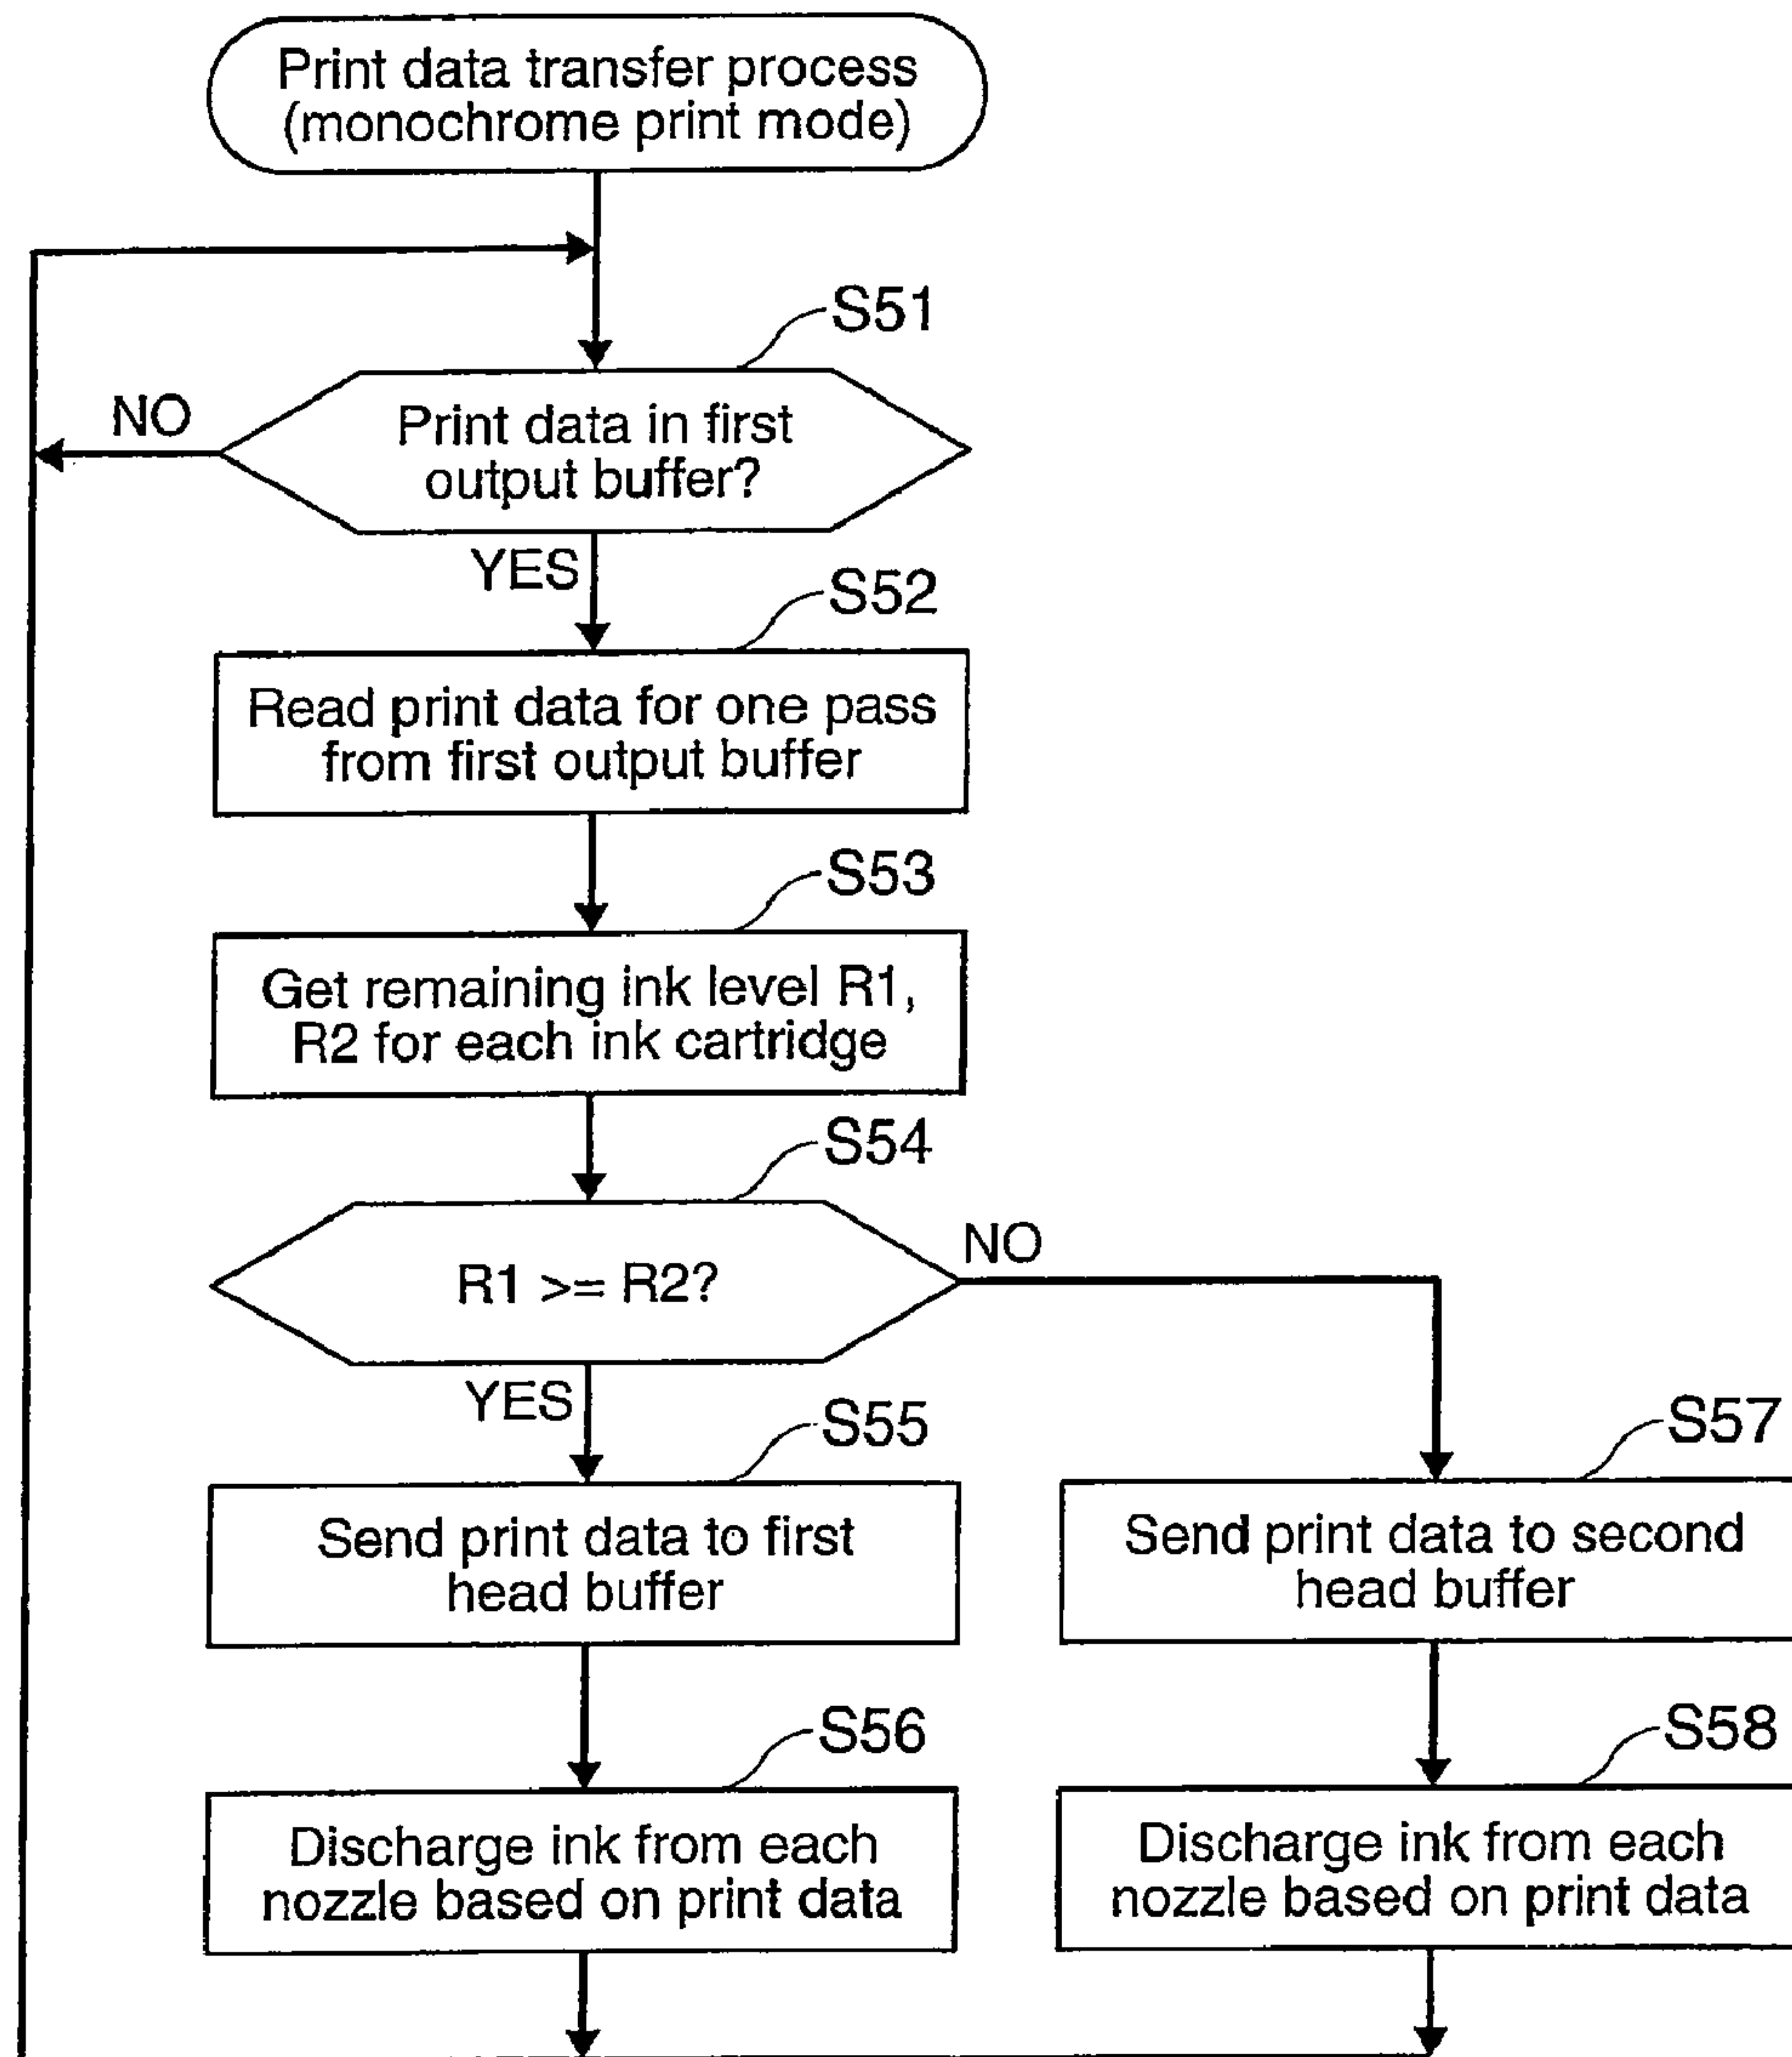 Print data transfer process
(monochrome print mode)
S51
NO
Print data in first
output buffer?
YES
S52
Read print data for one pass
from first output buffer
S53
Get remaining ink level R1,
R2 for each ink cartridge
S54
NO
R1 >= R2?
YES
S55
S57
Send print data to first
head buffer
Send print data to second
head buffer
S56
S58
Discharge ink from each
nozzle based on print data
Discharge ink from each
nozzle based on print data